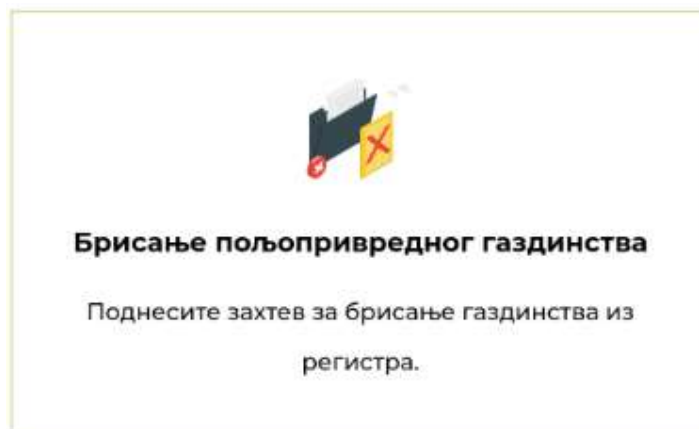 Брисање пољопривредног газдинства
Поднесите захтев за брисање газдинства из
регистра.